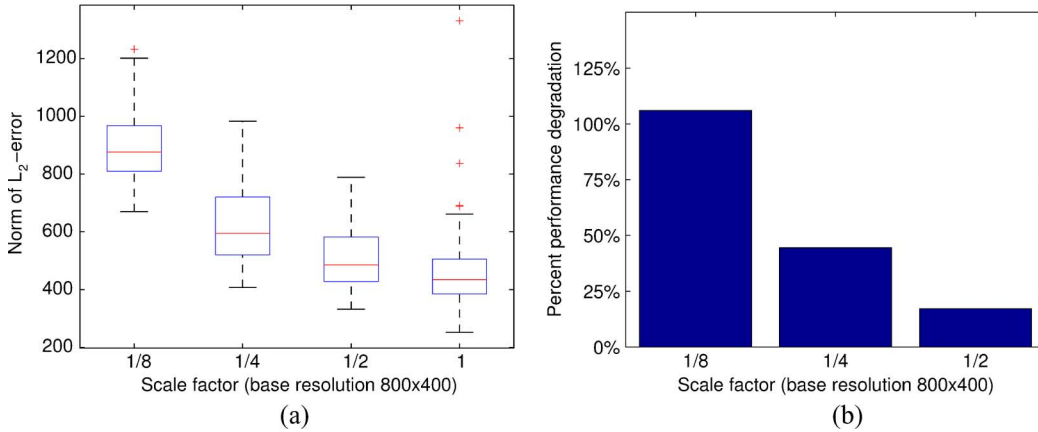 1200
1000
800
600
400
200
Norm of L₂-error
1/8 1/4 1/2 1
Scale factor (base resolution 800x400)
(a)
125%
100%
75%
50%
25%
0%
Percent performance degradation
1/8 1/4 1/2
Scale factor (base resolution 800x400)
(b)